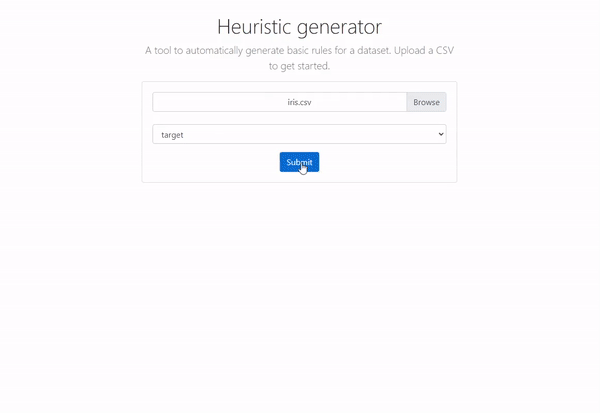 Heuristic generator
A tool to automatically generate basic rules for a dataset. Upload a CSV
to get started.
iris.csv Browse
target
Submit